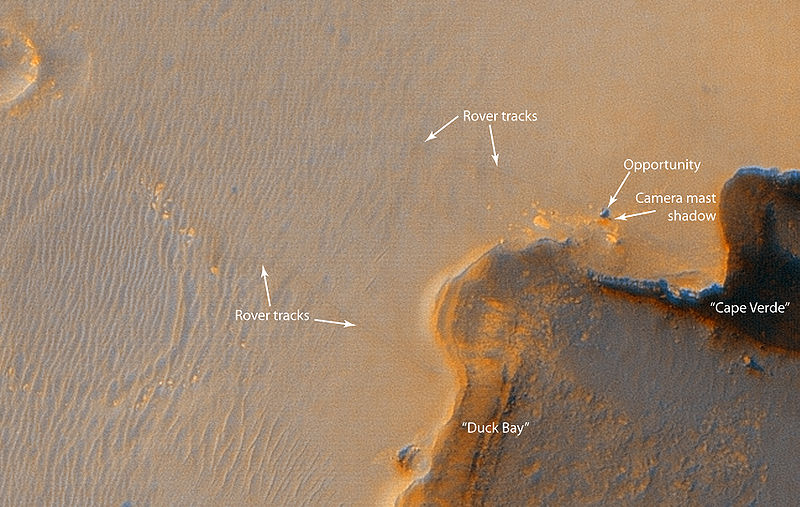 Rover tracks
Opportunity
Camera mast
shadow
"Cape Verde"
Rover tracks
"Duck Bay"